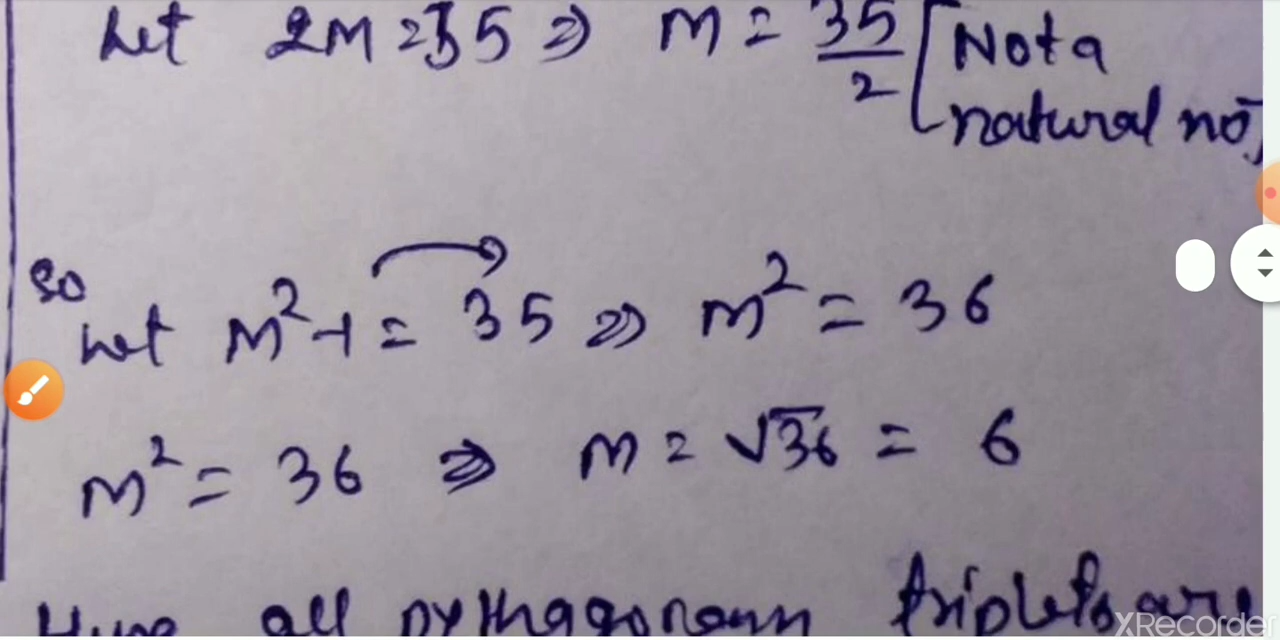 Let 2m = 35 ⇒ m = 35/2 [Not a
natural no]
So
Let m² - 1 = 35 ⇒ m² = 36
m² = 36 ⇒ m = √36 = 6
all pythagorean triplets are
XRecorder